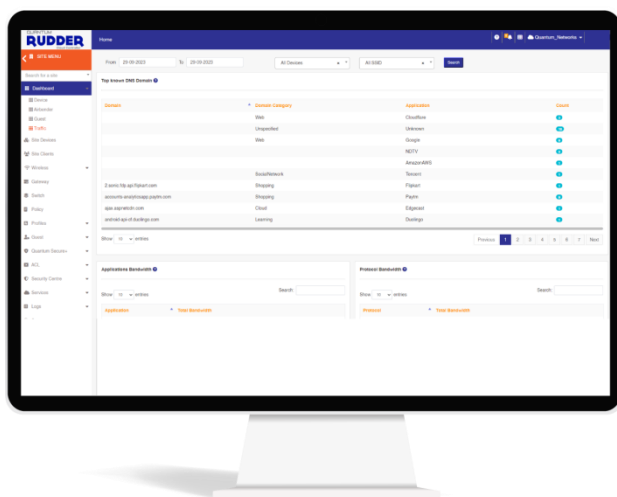 QUANTUM
RUDDER
Home
Quantum_Networks
SITE MENU
From
29-05-2023
To
29-05-2023
All Devices
All SSID
Search
Search for a site
Top known DNS Domain
Dashboard
Device
Advocate
Guest
Traffic
Site Devices
Site Clients
Wireless
Gateway
Switch
Policy
Profiles
Guest
Quantum Secure+
ACL
Security Centre
Services
Logs
Domain Domain Category Application Count
Web Cloudflare
Unspecified Unknown
Web Google
NDTV
AmazonAWS
SocialNetwork Tencent
Shopping Flipkart
accounts-analyticsapp.paytm.com Shopping Paytm
Cloud Edgecast
Learning Duolingo
Show 10 entries
Previous 1 2 3 4 5 6 7 Next
Applications Bandwidth
Show 10 entries
Search
Application Total Bandwidth
Protocol Bandwidth
Show 10 entries
Search
Protocol Total Bandwidth